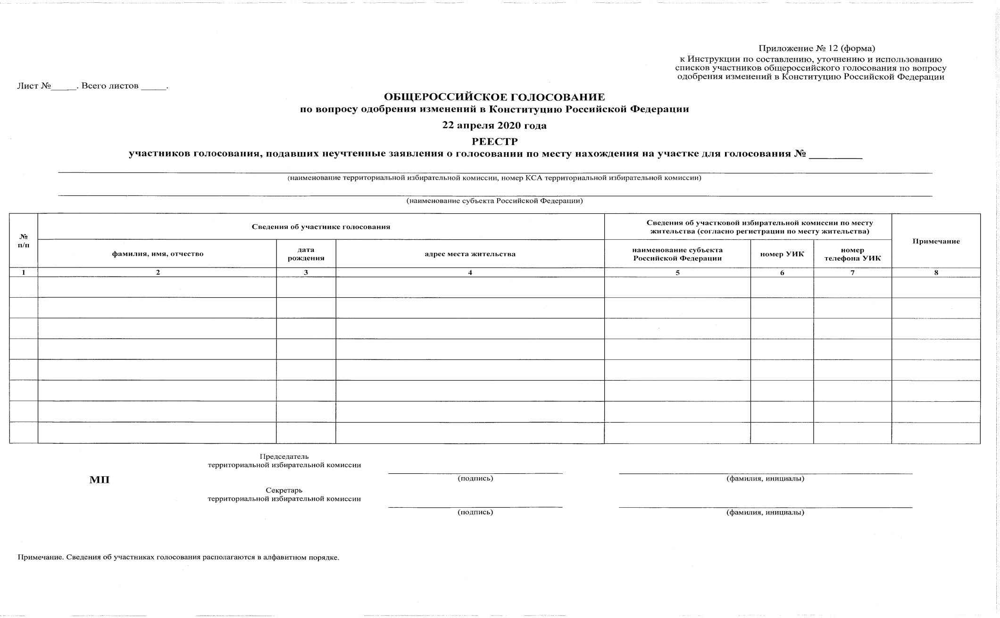 Приложение № 12 (форма)
к Инструкции по составлению, уточнению и использованию
списков участников общероссийского голосования по вопросу
одобрения изменений в Конституцию Российской Федерации
Лист №_____. Всего листов _____.
ОБЩЕРОССИЙСКОЕ ГОЛОСОВАНИЕ
по вопросу одобрения изменений в Конституцию Российской Федерации
22 апреля 2020 года
РЕЕСТР
участников голосования, подавших неучтенные заявления о голосовании по месту нахождения на участке для голосования № _________
(наименование территориальной избирательной комиссии, номер КСА территориальной избирательной комиссии)
(наименование субъекта Российской Федерации)
№
п/п
Сведения об участнике голосования
Сведения об участковой избирательной комиссии по месту
жительства (согласно регистрации по месту жительства)
Примечание
фамилия, имя, отчество
дата
рождения
адрес места жительства
наименование субъекта
Российской Федерации
номер УИК
номер
телефона УИК
1 2 3 4 5 6 7 8
Председатель
территориальной избирательной комиссии
(подпись) (фамилия, инициалы)
МП
Секретарь
территориальной избирательной комиссии
(подпись) (фамилия, инициалы)
Примечание. Сведения об участниках голосования располагаются в алфавитном порядке.